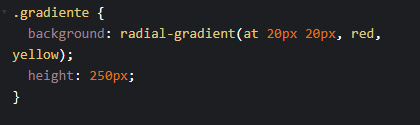 .gradiente {
background: radial-gradient(at 20px 20px, red,
yellow);
height: 250px;
}